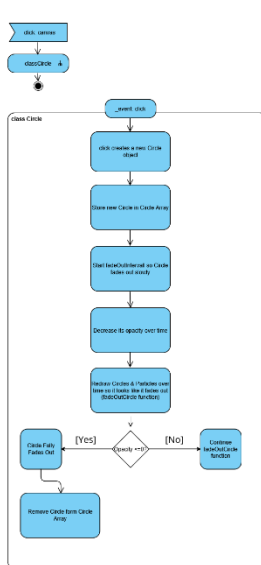 click canvas
classCircle
_event click
class Circle
click creates a new Circle
object
Store new Circle in Circle Array
Start fadeOutInterval so Circle
fades out slowly
Decrease its opacity over time
Redraw Circles & Particles over
time so it looks like it fades out
(fadeOutCircle function)
[Yes]
[No]
Circle Fully
Fades Out
Opacity <=0?
Continue
fadeOutCircle
function
Remove Circle form Circle
Array